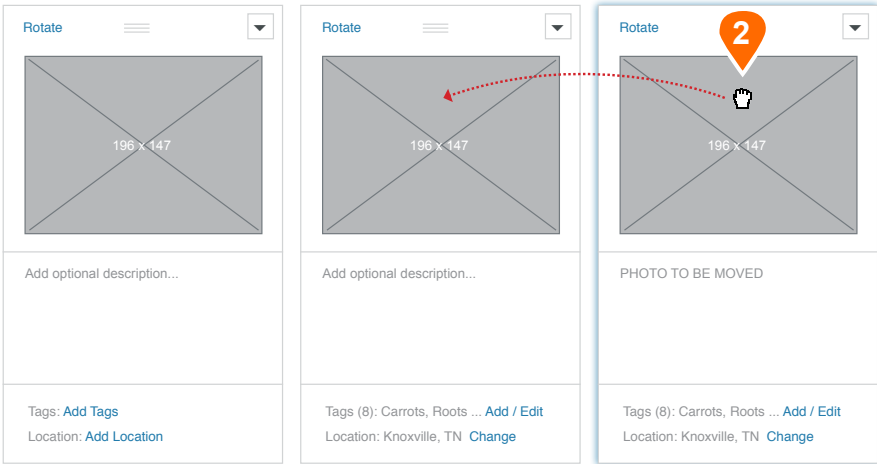 Rotate
196 x 147
Add optional description...
Tags: Add Tags
Location: Add Location
Rotate
196 x 147
Add optional description...
Tags (8): Carrots, Roots ... Add / Edit
Location: Knoxville, TN Change
Rotate
2
196 x 147
PHOTO TO BE MOVED
Tags (8): Carrots, Roots ... Add / Edit
Location: Knoxville, TN Change